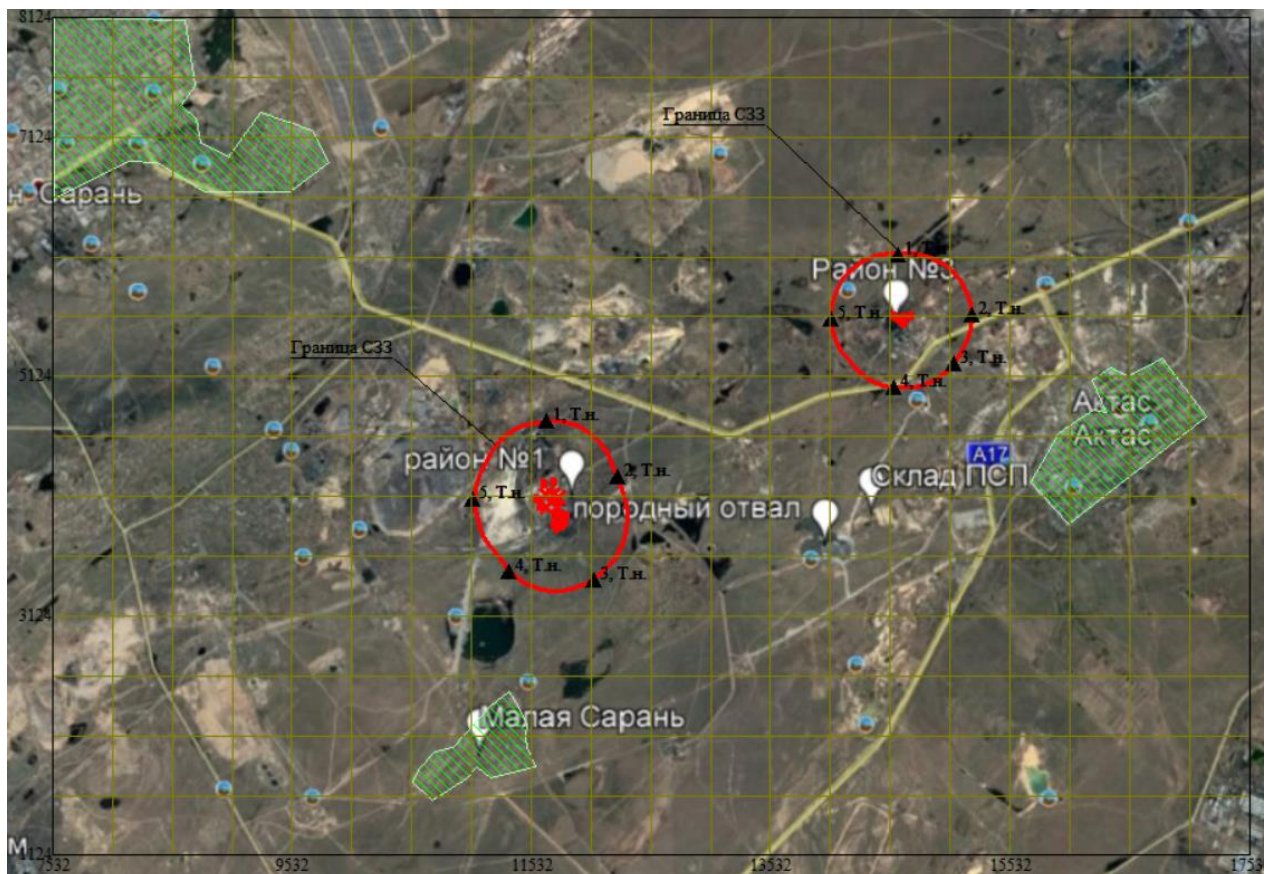 8124
7124
5124
3124
1124
7532
9532
11532
13532
15532
Граница СЗЗ
н Сарань
1, Т.н.
Район №3
5, Т.н.
2, Т.н.
3, Т.н.
4, Т.н.
Граница СЗЗ
Актас
Актас
1, Т.н.
район №1
2, Т.н.
A17
Склад ПСП
5, Т.н.
породный отвал
4, Т.н.
3, Т.н.
Малая Сарань